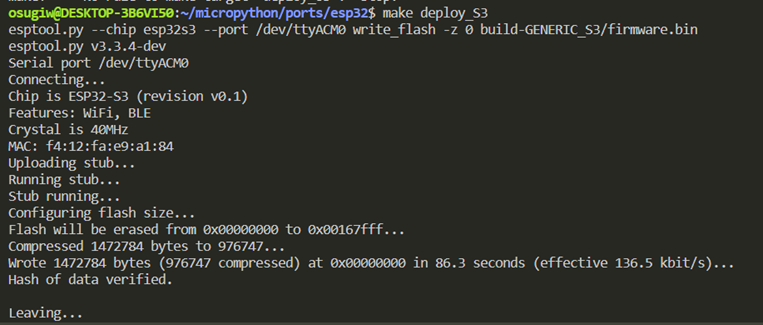 osugiw@DESKTOP-3B6VI50:~/micropython/ports/esp32$ make deploy_S3
esptool.py --chip esp32s3 --port /dev/ttyACM0 write_flash -z 0 build-GENERIC_S3/firmware.bin
esptool.py v3.3.4-dev
Serial port /dev/ttyACM0
Connecting...
Chip is ESP32-S3 (revision v0.1)
Features: WiFi, BLE
Crystal is 40MHz
MAC: f4:12:fa:e9:a1:84
Uploading stub...
Running stub...
Stub running...
Configuring flash size...
Flash will be erased from 0x00000000 to 0x00167fff...
Compressed 1472784 bytes to 976747...
Wrote 1472784 bytes (976747 compressed) at 0x00000000 in 86.3 seconds (effective 136.5 kbit/s)...
Hash of data verified.
Leaving...